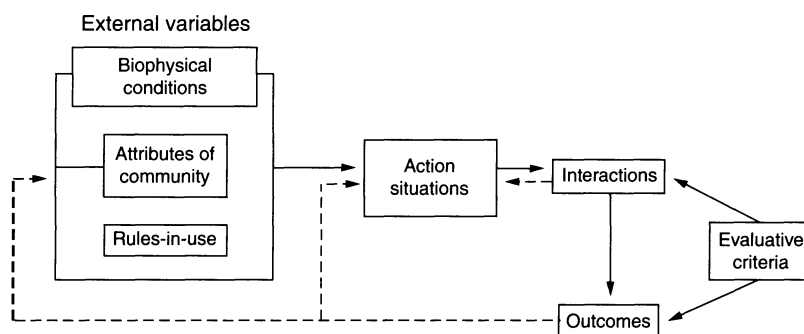 External variables
Biophysical
conditions
Attributes of
community
Rules-in-use
Action
situations
Interactions
Evaluative
criteria
Outcomes